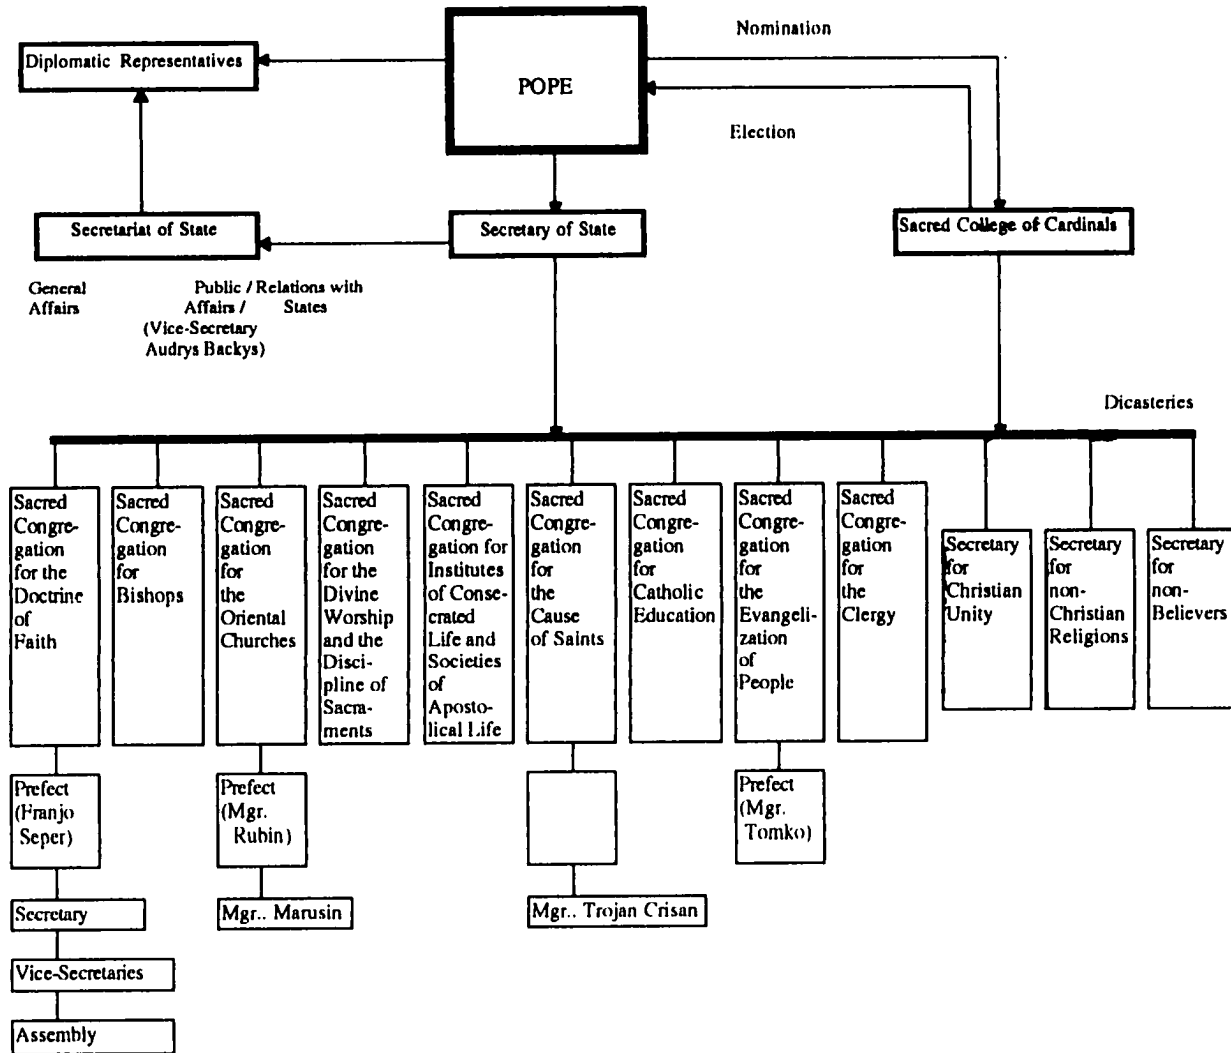 Nomination
Diplomatic Representatives
POPE
Election
Secretariat of State
Secretary of State
Sacred College of Cardinals
General
Affairs
Public / Relations with
Affairs / States
(Vice-Secretary
Audrys Backys)
Dicasteries
Sacred
Congre-
gation
for the
Doctrine
of
Faith
Sacred
Congre-
gation
for
Bishops
Sacred
Congre-
gation
for
the
Oriental
Churches
Sacred
Congre-
gation
for the
Divine
Worship
and the
Disci-
pline of
Sacra-
ments
Sacred
Congre-
gation for
Institutes
of Conse-
crated
Life and
Societies
of
Aposto-
lical Life
Sacred
Congre-
gation
for
the
Cause
of Saints
Sacred
Congre-
gation
for
Catholic
Education
Sacred
Congre-
gation
for
the
Evangeli-
zation
of
People
Sacred
Congre-
gation
for
the
Clergy
Secretary
for
Christian
Unity
Secretary
for
non-
Christian
Religions
Secretary
for
non-
Believers
Prefect
(Franjo
Seper)
Prefect
(Mgr.
Rubin)
Prefect
(Mgr.
Tomko)
Secretary
Mgr.. Marusin
Mgr.. Trojan Crisan
Vice-Secretaries
Assembly